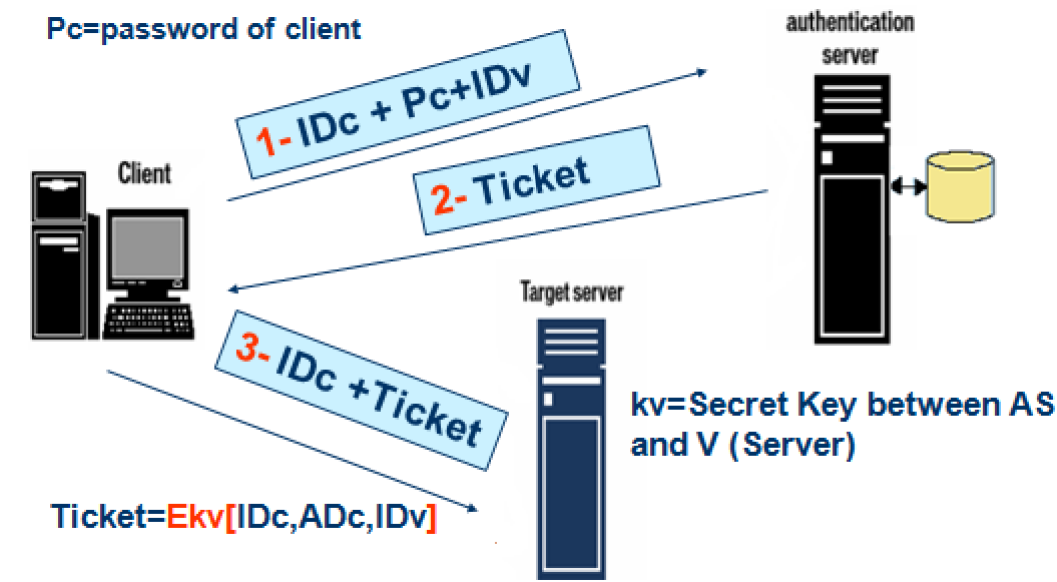 Pc=password of client
authentication
server
1- IDc + Pc+IDv
Client
2- Ticket
Target server
3- IDc +Ticket
kv=Secret Key between AS
and V (Server)
Ticket=Ekv[IDc,ADc,IDv]